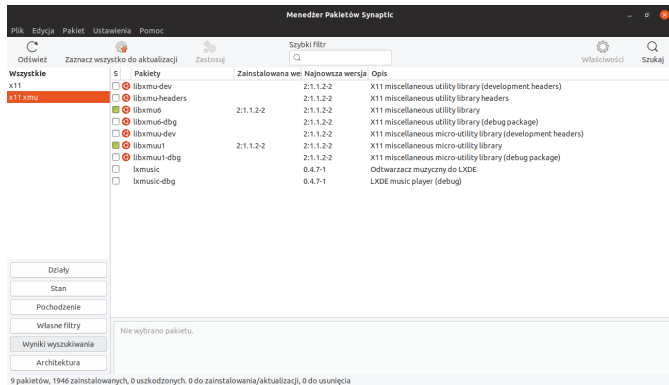 Menedżer Pakietów Synaptic
Plik Edycja Pakiet Ustawienia Pomoc
Odśwież Zaznacz wszystko do aktualizacji Zastosuj Szybki filtr Właściwości Szukaj
Wszystkie
x11
x11 xmu
S Pakiety Zainstalowana we Najnowsza wersja Opis
libxmu-dev 2:1.1.2-2 X11 miscellaneous utility library (development headers)
libxmu-headers 2:1.1.2-2 X11 miscellaneous utility library headers
libxmu6 2:1.1.2-2 2:1.1.2-2 X11 miscellaneous utility library
libxmu6-dbg 2:1.1.2-2 X11 miscellaneous utility library (debug package)
libxmuu-dev 2:1.1.2-2 X11 miscellaneous micro-utility library (development headers)
libxmuu1 2:1.1.2-2 2:1.1.2-2 X11 miscellaneous micro-utility library
libxmuu1-dbg 2:1.1.2-2 X11 miscellaneous micro-utility library (debug package)
lxmusic 0.4.7-1 Odtwarzacz muzyczny do LXDE
lxmusic-dbg 0.4.7-1 LXDE music player (debug)
Działy
Stan
Pochodzenie
Własne filtry
Wyniki wyszukiwania
Architektura
Nie wybrano pakietu.
9 pakietów, 1946 zainstalowanych, 0 uszkodzonych. 0 do zainstalowania/aktualizacji, 0 do usunięcia